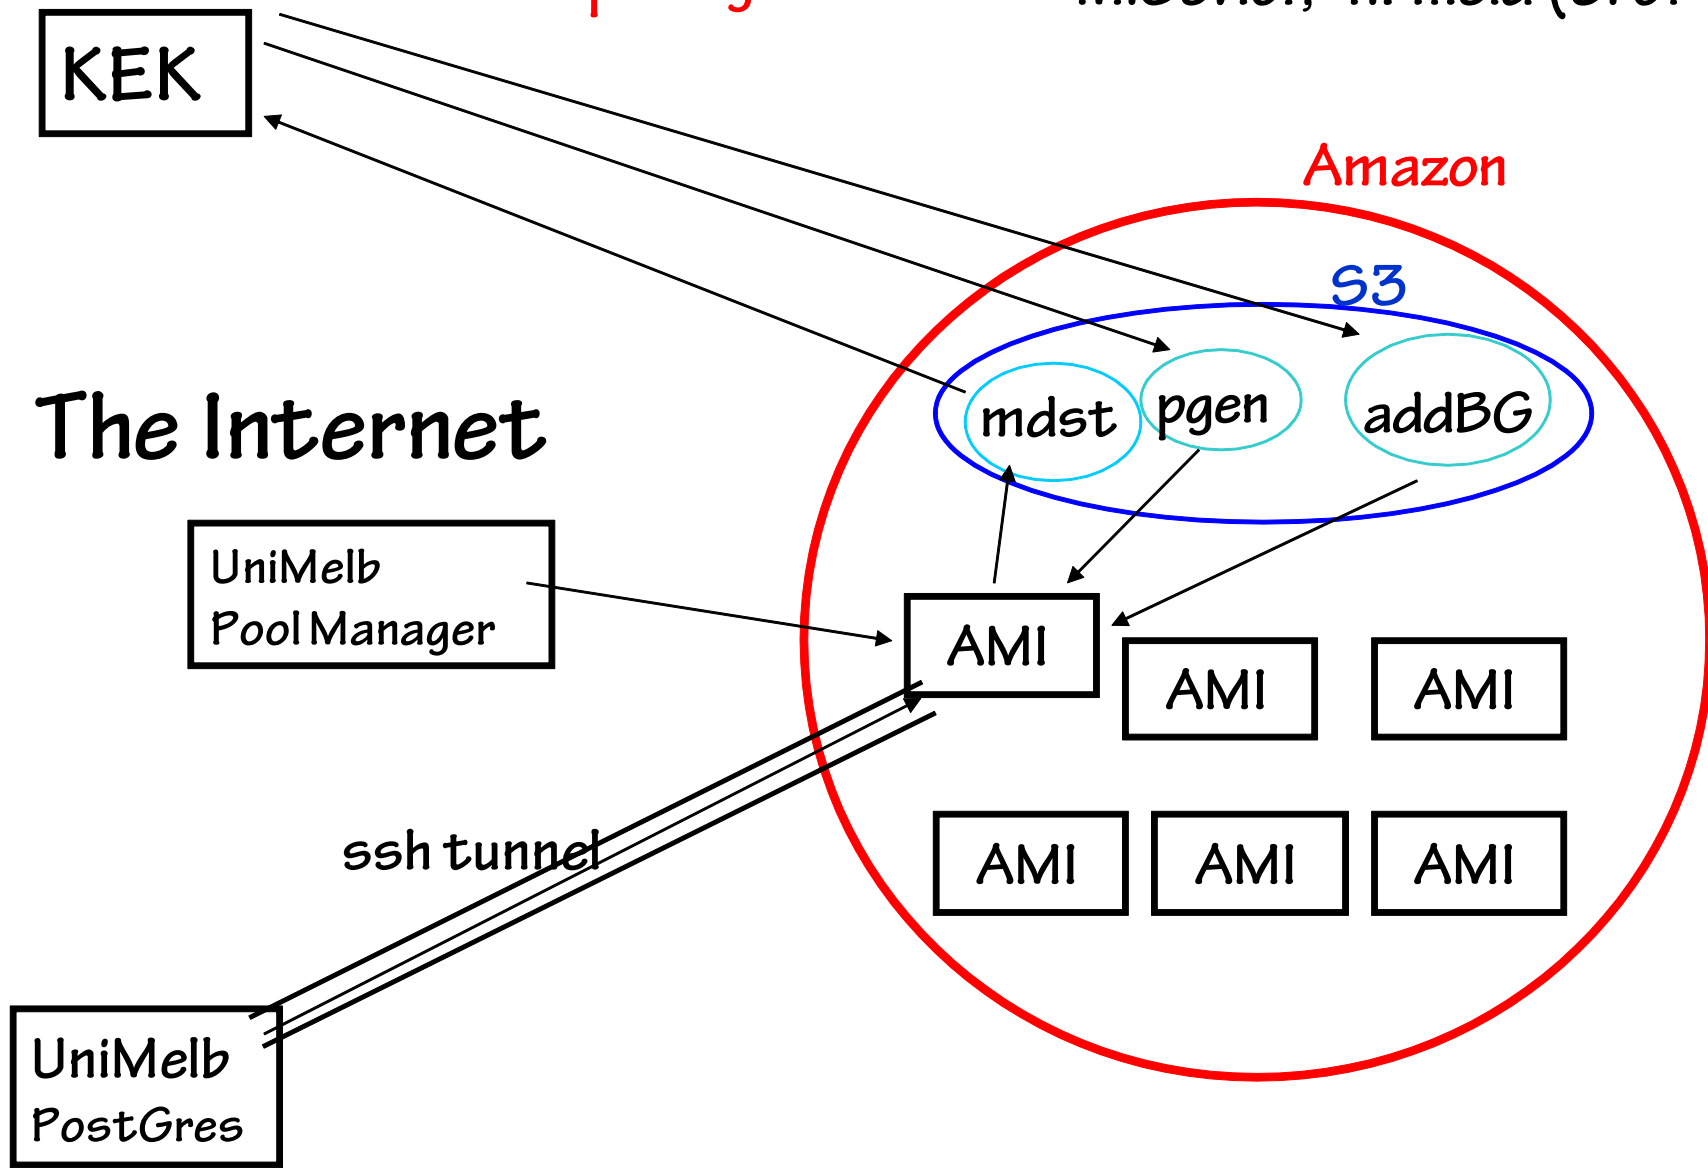 KEK
Amazon
S3
mdst
pgen
addBG
The Internet
UniMelb
Pool Manager
AMI
AMI
AMI
ssh tunnel
AMI
AMI
AMI
UniMelb
PostGres